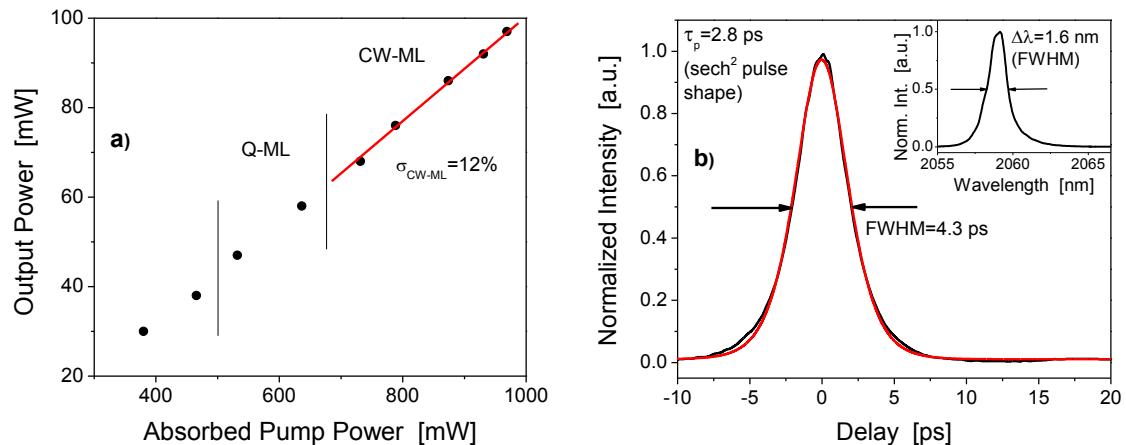 100
80
60
40
20
Output Power [mW]
a)
Q-ML
CW-ML
σCW-ML=12%
400
600
800
1000
Absorbed Pump Power [mW]
1.0
0.8
0.6
0.4
0.2
0.0
Normalized Intensity [a.u.]
τp=2.8 ps
(sech² pulse
shape)
b)
FWHM=4.3 ps
-10
-5
0
5
10
15
20
Delay [ps]
1.0
0.5
0.0
Norm. Int. [a.u.]
Δλ=1.6 nm
(FWHM)
2055
2060
2065
Wavelength [nm]